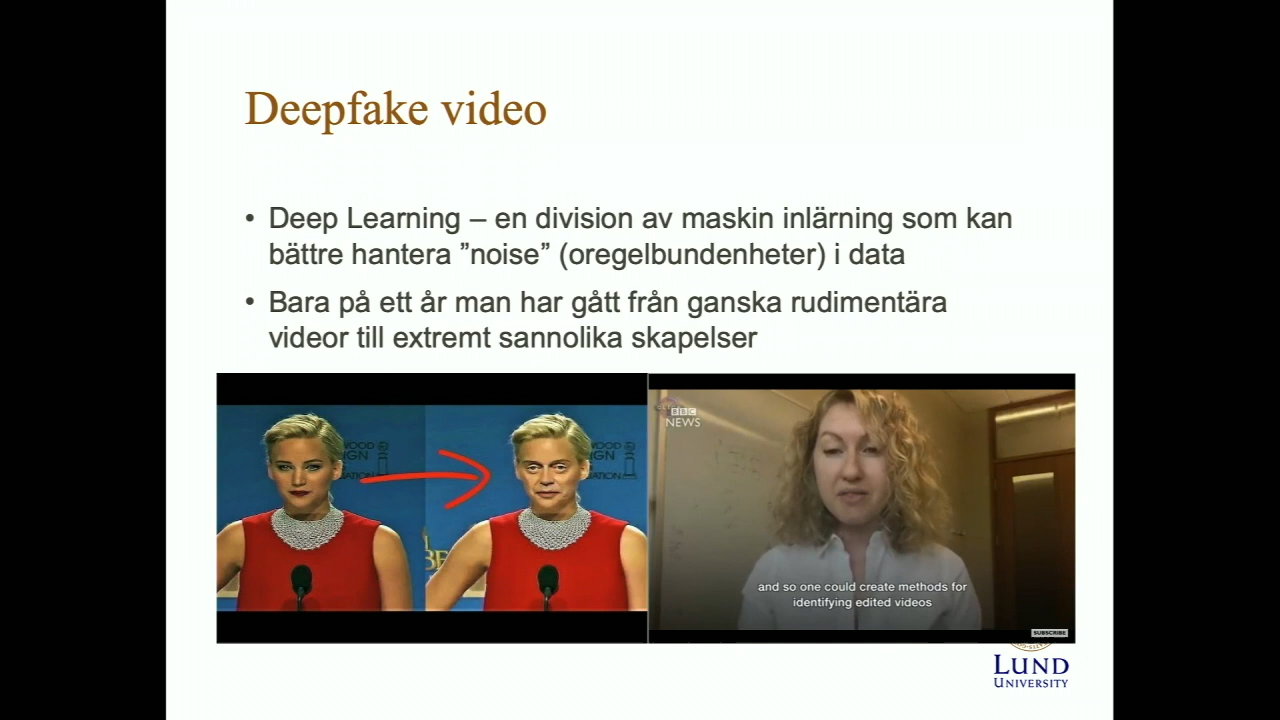 Deepfake video
• Deep Learning – en division av maskin inlärning som kan
bättre hantera ”noise” (oregelbundenheter) i data
• Bara på ett år man har gått från ganska rudimentära
videor till extremt sannolika skapelser
BBC
NEWS
and so one could create methods for
identifying edited videos
SUBSCRIBE
LUND
UNIVERSITY